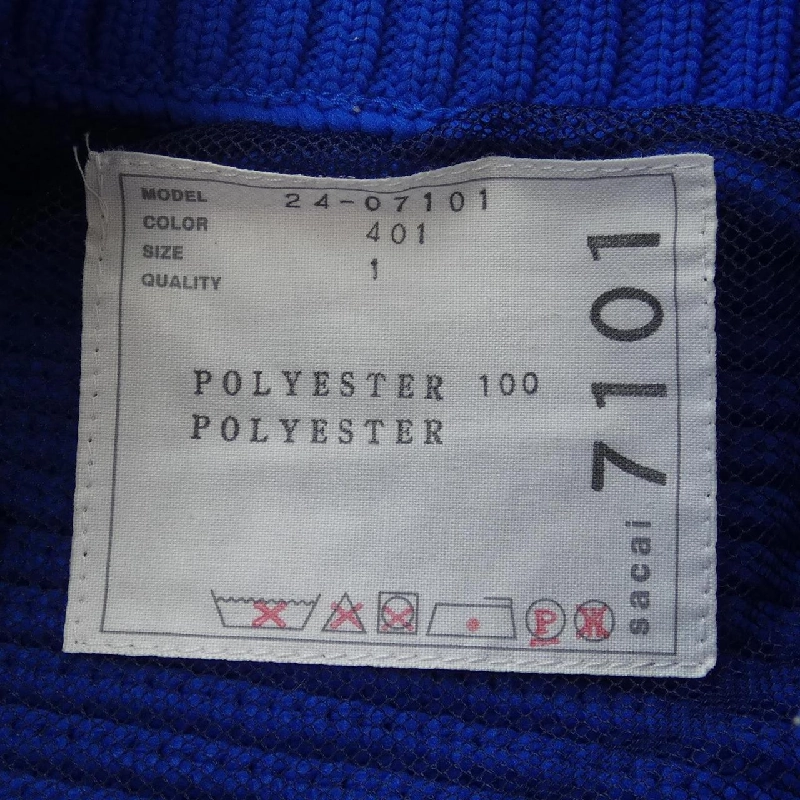 MODEL 24-07101
COLOR 401
SIZE 1
QUALITY
POLYESTER 100
POLYESTER
sacai 7101
P
W